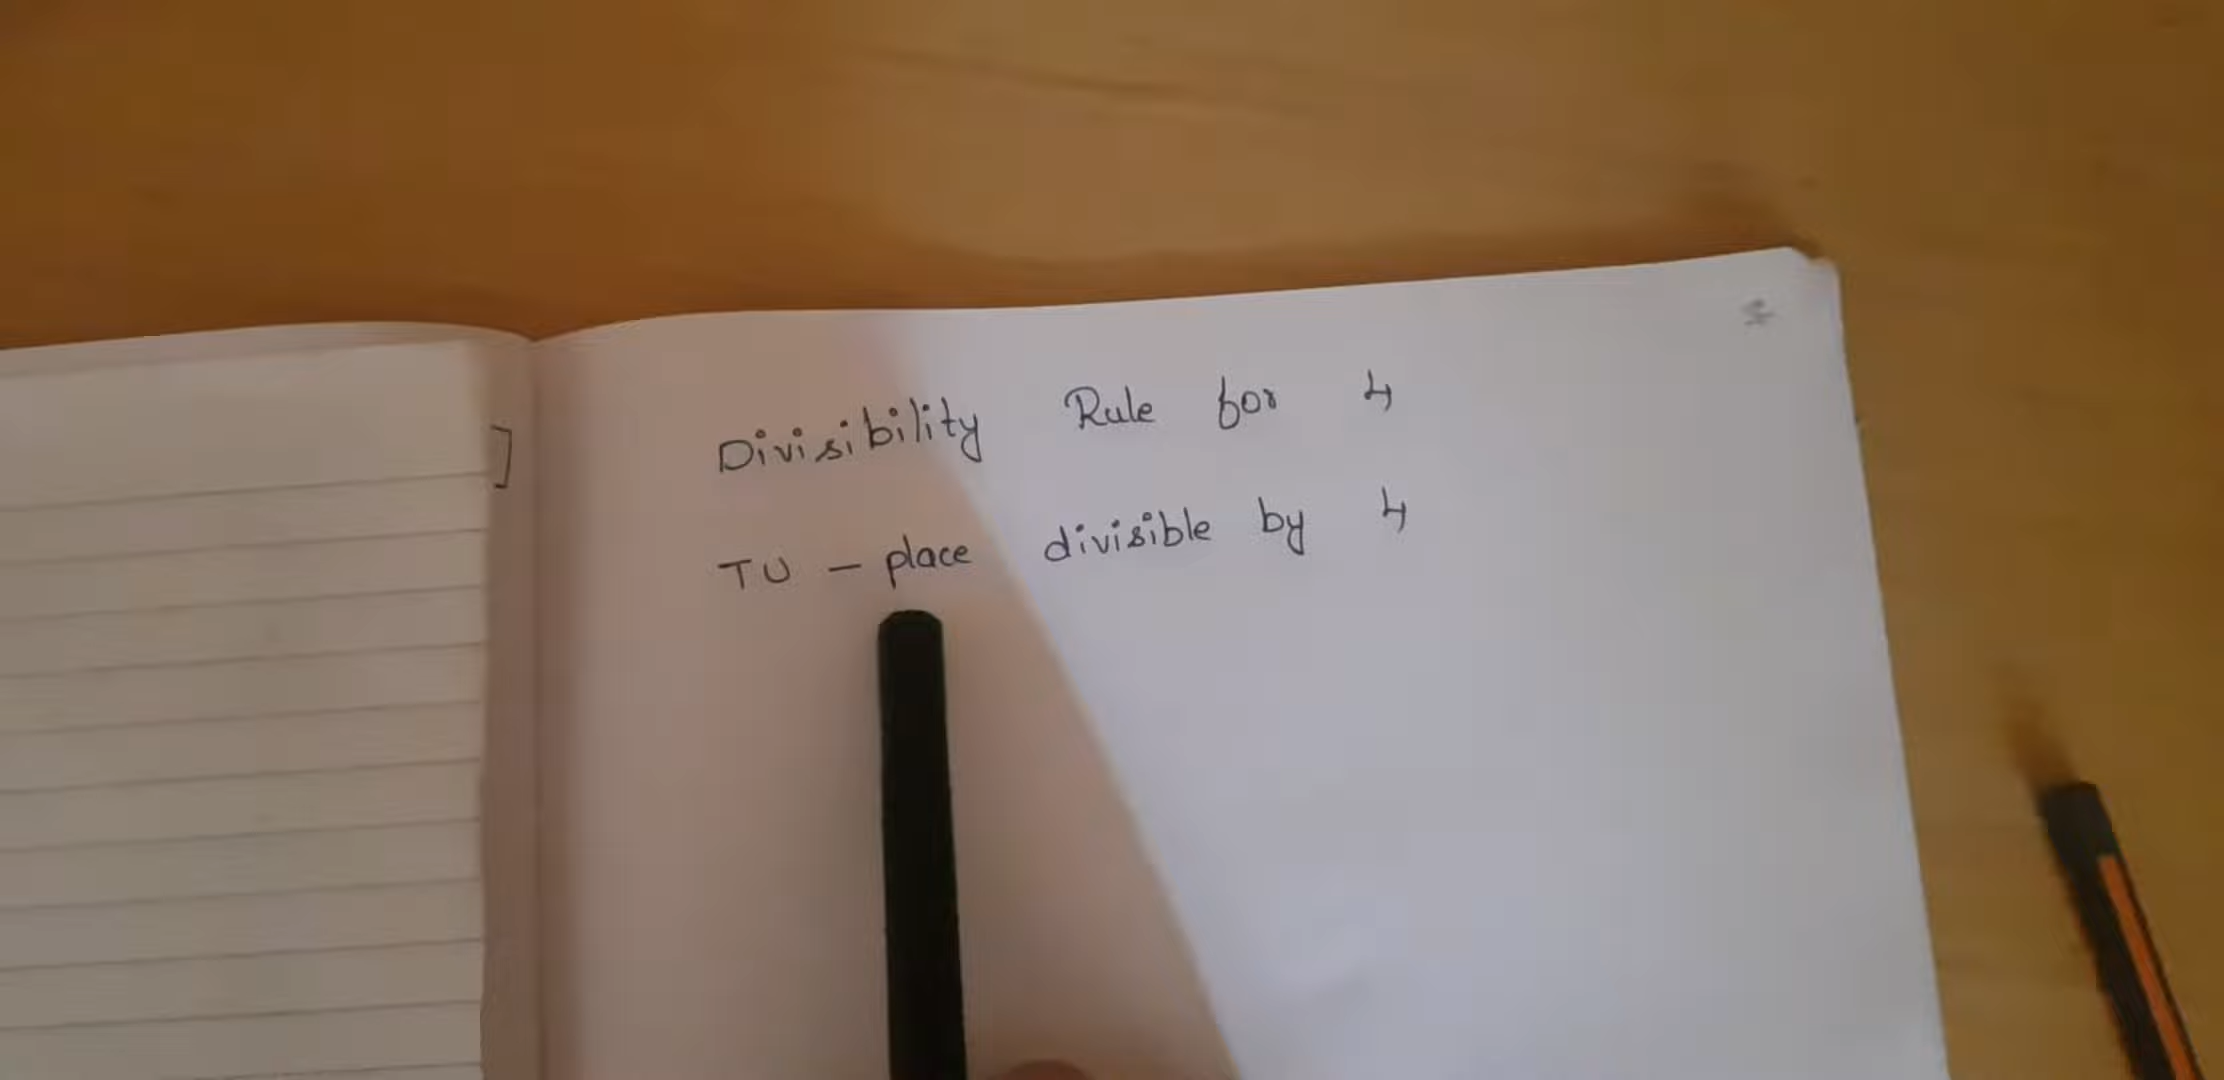 Divisibility Rule for 4
TU – place divisible by 4
]